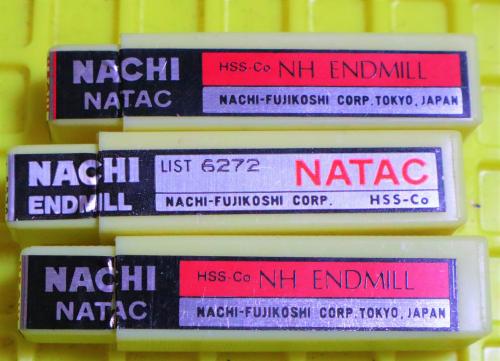 NACHI
NATAC
HSS-Co NH ENDMILL
NACHI-FUJIKOSHI CORP. TOKYO, JAPAN
NACHI
ENDMILL
LIST 6272 NATAC
NACHI-FUJIKOSHI CORP. HSS-Co
NACHI
NATAC
HSS-Co NH ENDMILL
NACHI-FUJIKOSHI CORP. TOKYO, JAPAN